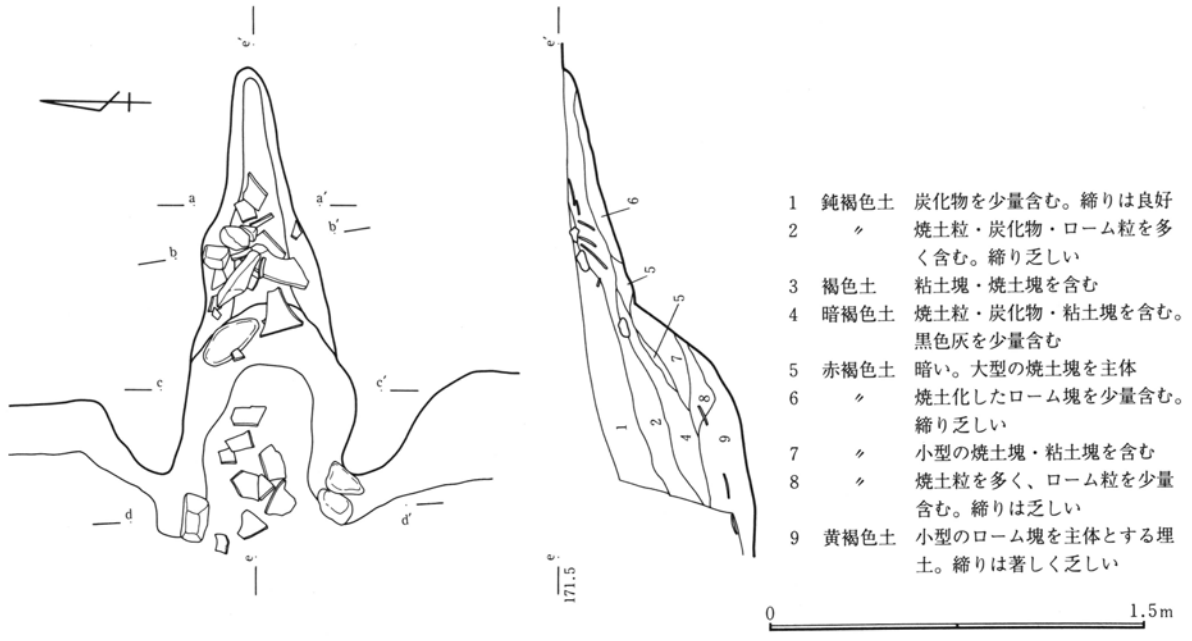 e′
e′
a
a′
b
b′
c
c′
d
d′
e
e
171.5
6
5
5
7
8
1
2
4
9
1 鈍褐色土 炭化物を少量含む。締りは良好
2 〃 焼土粒・炭化物・ローム粒を多
く含む。締り乏しい
3 褐色土 粘土塊・焼土塊を含む
4 暗褐色土 焼土粒・炭化物・粘土塊を含む。
黒色灰を少量含む
5 赤褐色土 暗い。大型の焼土塊を主体
6 〃 焼土化したローム塊を少量含む。
締り乏しい
7 〃 小型の焼土塊・粘土塊を含む
8 〃 焼土粒を多く、ローム粒を少量
含む。締りは乏しい
9 黄褐色土 小型のローム塊を主体とする埋
土。締りは著しく乏しい
0 1.5m